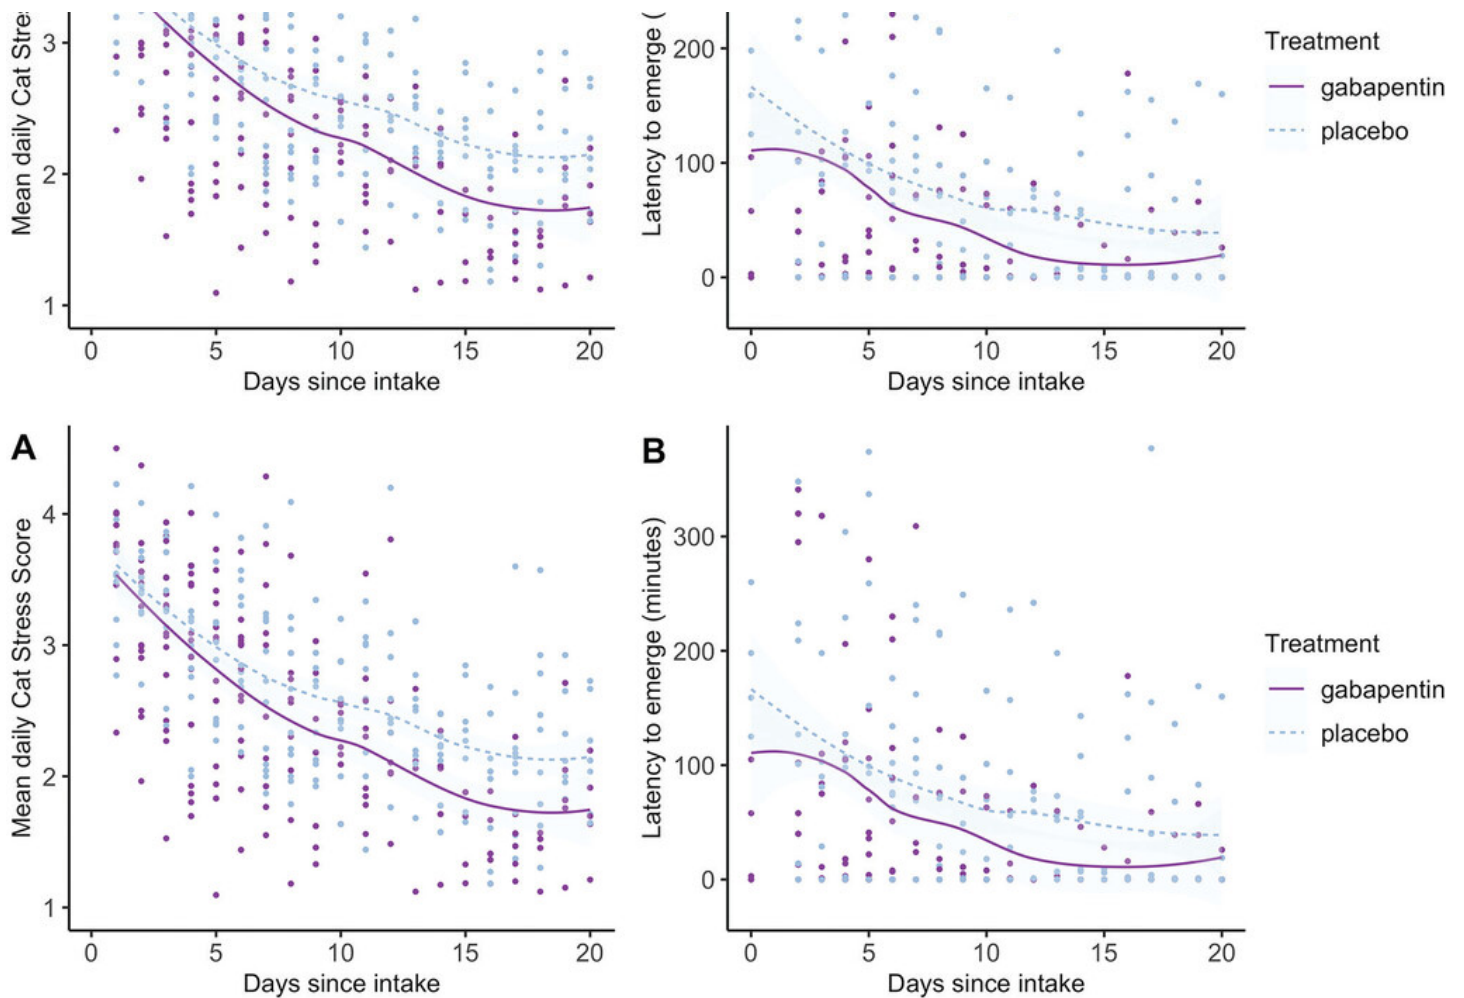 Mean daily Cat Stre
3
2
1
0 5 10 15 20
Days since intake
Latency to emerge (
200
100
0
0 5 10 15 20
Days since intake
Treatment
gabapentin
placebo
A
Mean daily Cat Stress Score
4
3
2
1
0 5 10 15 20
Days since intake
B
Latency to emerge (minutes)
300
200
100
0
0 5 10 15 20
Days since intake
Treatment
gabapentin
placebo